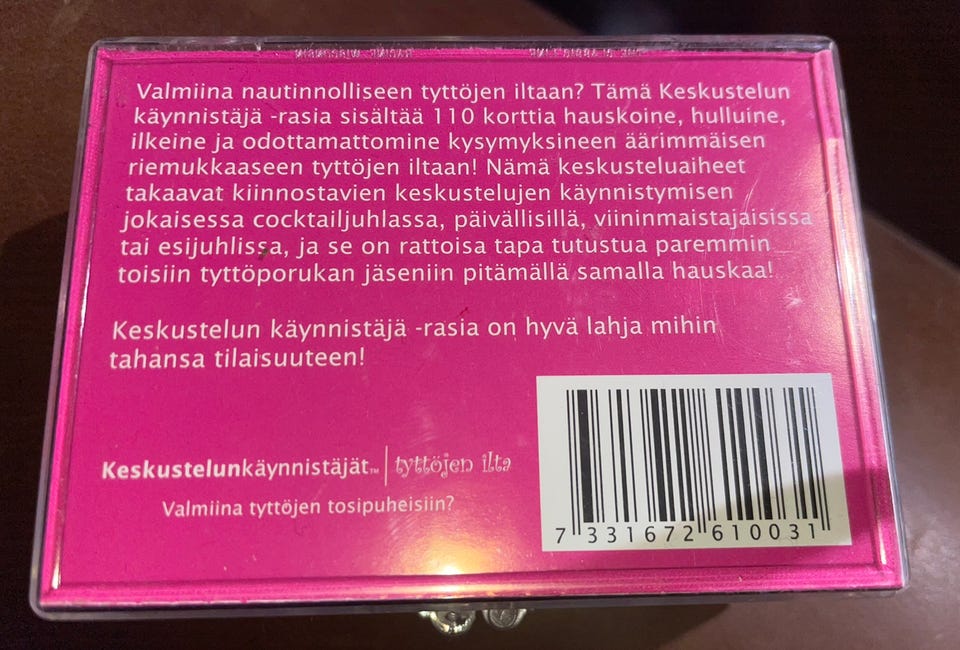 Valmiina nautinnolliseen tyttöjen iltaan? Tämä Keskustelun
käynnistäjä -rasia sisältää 110 korttia hauskoine, hulluine,
ilkeine ja odottamattomine kysymyksineen äärimmäisen
riemukkaaseen tyttöjen iltaan! Nämä keskusteluaiheet
takaavat kiinnostavien keskustelujen käynnistymisen
jokaisessa cocktailjuhlassa, päivällisillä, viininmaistajaisissa
tai esijuhlissa, ja se on rattoisa tapa tutustua paremmin
toisiin tyttöporukan jäseniin pitämällä samalla hauskaa!
Keskustelun käynnistäjä -rasia on hyvä lahja mihin
tahansa tilaisuuteen!
Keskustelunkäynnistäjät™ | tyttöjen ilta
Valmiina tyttöjen tosipuheisiin?
7 331672 610031